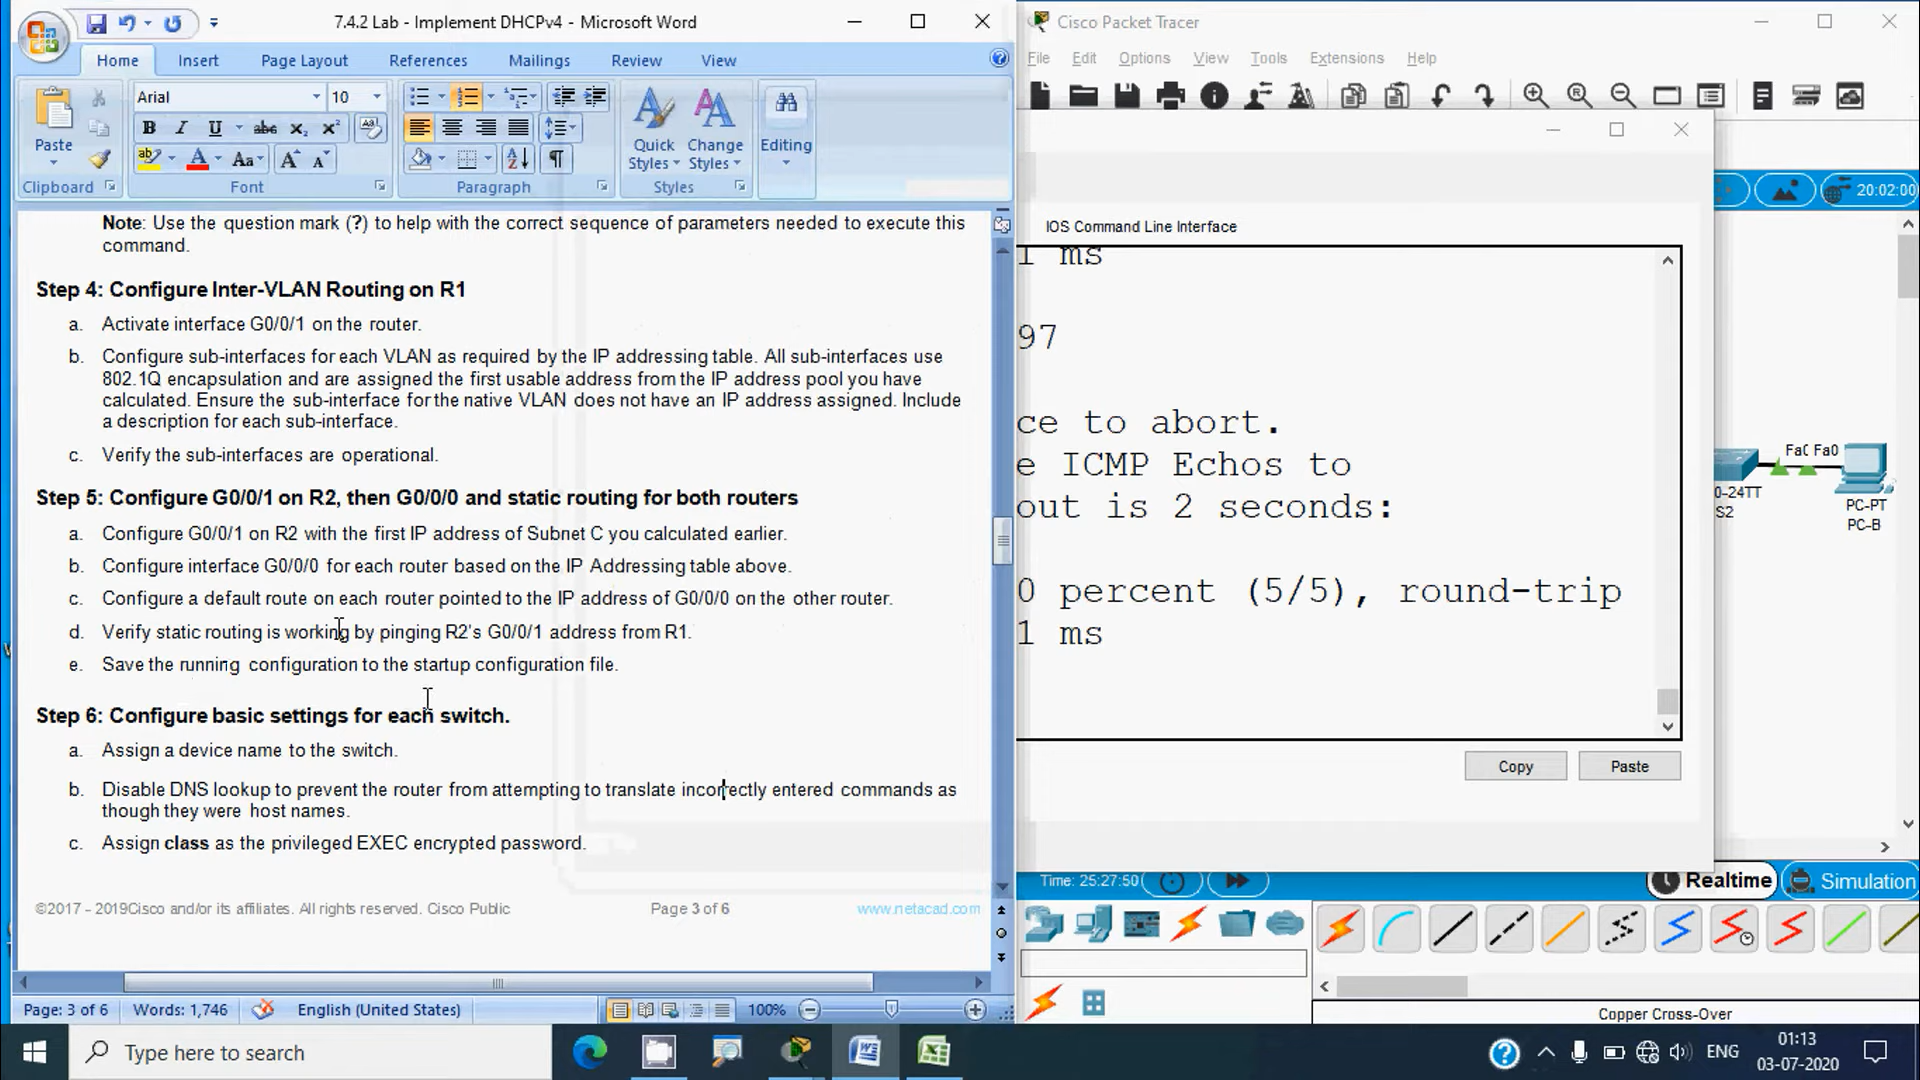 7.4.2 Lab - Implement DHCPv4 - Microsoft Word
Home Insert Page Layout References Mailings Review View
Paste
Clipboard
Arial 10
B I U abc X₂ X²
Aa A A
Font
Paragraph
Quick Styles
Change Styles
Styles
Editing
Note: Use the question mark (?) to help with the correct sequence of parameters needed to execute this
command.
Step 4: Configure Inter-VLAN Routing on R1
a. Activate interface G0/0/1 on the router.
b. Configure sub-interfaces for each VLAN as required by the IP addressing table. All sub-interfaces use
802.1Q encapsulation and are assigned the first usable address from the IP address pool you have
calculated. Ensure the sub-interface for the native VLAN does not have an IP address assigned. Include
a description for each sub-interface.
c. Verify the sub-interfaces are operational.
Step 5: Configure G0/0/1 on R2, then G0/0/0 and static routing for both routers
a. Configure G0/0/1 on R2 with the first IP address of Subnet C you calculated earlier.
b. Configure interface G0/0/0 for each router based on the IP Addressing table above.
c. Configure a default route on each router pointed to the IP address of G0/0/0 on the other router.
d. Verify static routing is working by pinging R2's G0/0/1 address from R1.
e. Save the running configuration to the startup configuration file.
Step 6: Configure basic settings for each switch.
a. Assign a device name to the switch.
b. Disable DNS lookup to prevent the router from attempting to translate incorrectly entered commands as
though they were host names.
c. Assign class as the privileged EXEC encrypted password.
©2017 - 2019Cisco and/or its affiliates. All rights reserved. Cisco Public Page 3 of 6 www.netacad.com
Page: 3 of 6 Words: 1,746 English (United States) 100%
Cisco Packet Tracer
File Edit Options View Tools Extensions Help
20:02:00
IOS Command Line Interface
1 ms
97
ce to abort.
e ICMP Echos to
out is 2 seconds:
0 percent (5/5), round-trip
1 ms
Copy Paste
Fa0
0-24TT
S2
PC-PT
PC-B
Time: 25:27:50
Realtime Simulation
Copper Cross-Over
Type here to search
ENG
01:13
03-07-2020